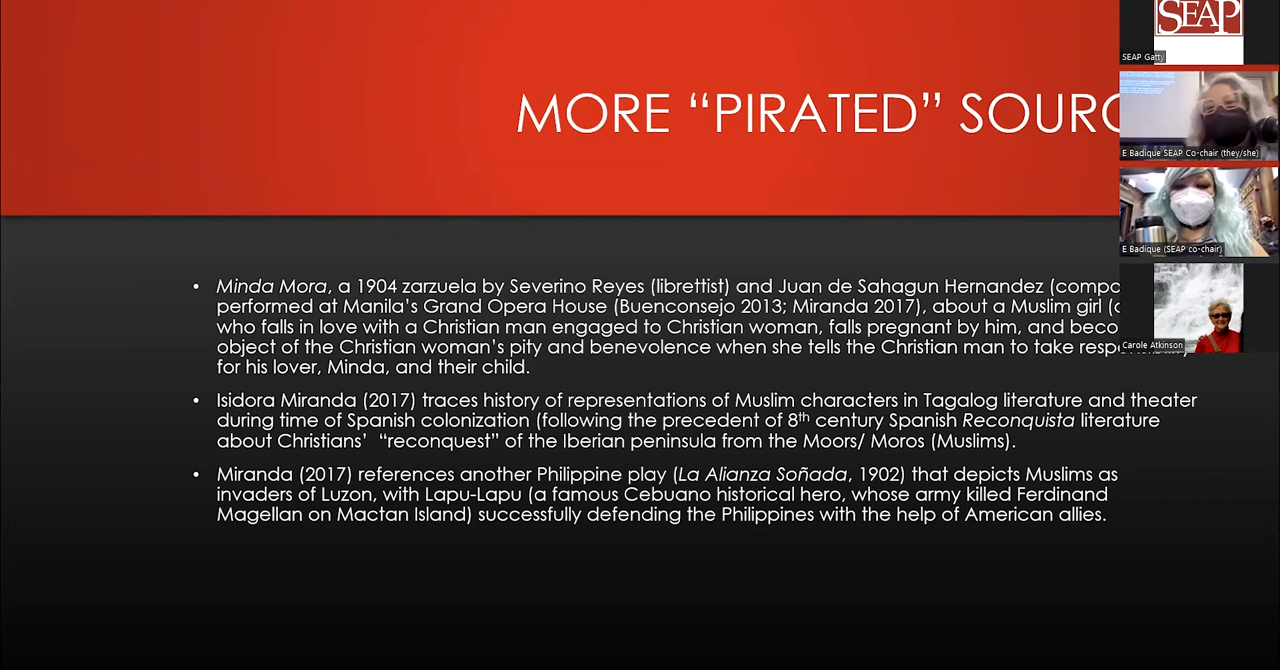 MORE “PIRATED” SOURC
• Minda Mora, a 1904 zarzuela by Severino Reyes (librettist) and Juan de Sahagun Hernandez (compo
performed at Manila’s Grand Opera House (Buenconsejo 2013; Miranda 2017), about a Muslim girl (
who falls in love with a Christian man engaged to Christian woman, falls pregnant by him, and beco
object of the Christian woman’s pity and benevolence when she tells the Christian man to take resp
for his lover, Minda, and their child.
• Isidora Miranda (2017) traces history of representations of Muslim characters in Tagalog literature and theater
during time of Spanish colonization (following the precedent of 8th century Spanish Reconquista literature
about Christians’ “reconquest” of the Iberian peninsula from the Moors/ Moros (Muslims).
• Miranda (2017) references another Philippine play (La Alianza Soñada, 1902) that depicts Muslims as
invaders of Luzon, with Lapu-Lapu (a famous Cebuano historical hero, whose army killed Ferdinand
Magellan on Mactan Island) successfully defending the Philippines with the help of American allies.
SEAP
SEAP Gatty
E Badique SEAP Co-chair (they/she)
E Badique (SEAP co-chair)
Carole Atkinson